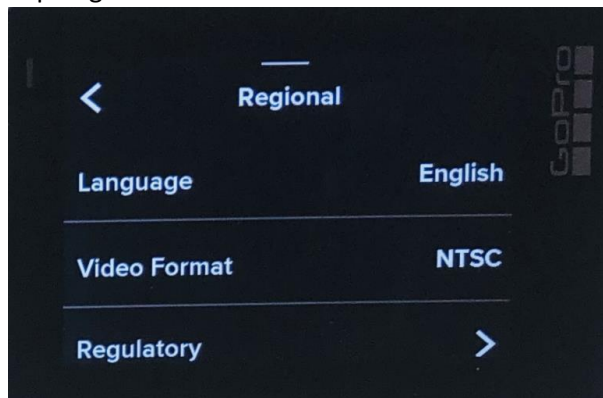 Regional
Language English
Video Format NTSC
Regulatory
GoPro